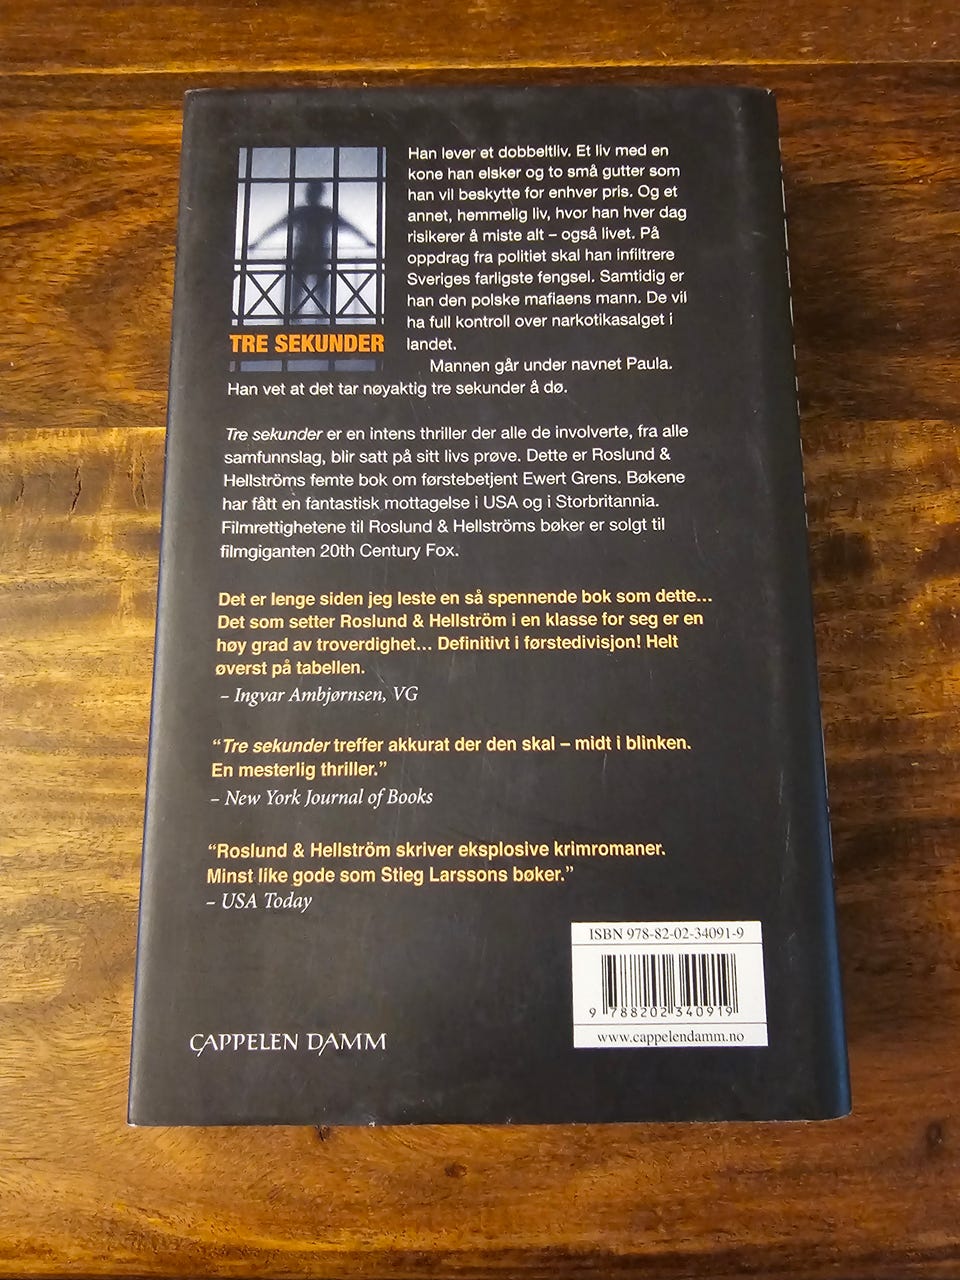 Han lever et dobbeltliv. Et liv med en
kone han elsker og to små gutter som
han vil beskytte for enhver pris. Og et
annet, hemmelig liv, hvor han hver dag
risikerer å miste alt – også livet. På
oppdrag fra politiet skal han infiltrere
Sveriges farligste fengsel. Samtidig er
han den polske mafiaens mann. De vil
ha full kontroll over narkotikasalget i
landet.
TRE SEKUNDER
Mannen går under navnet Paula.
Han vet at det tar nøyaktig tre sekunder å dø.
Tre sekunder er en intens thriller der alle de involverte, fra alle
samfunnslag, blir satt på sitt livs prøve. Dette er Roslund &
Hellströms femte bok om førstebetjent Ewert Grens. Bøkene
har fått en fantastisk mottagelse i USA og i Storbritannia.
Filmrettighetene til Roslund & Hellströms bøker er solgt til
filmgiganten 20th Century Fox.
Det er lenge siden jeg leste en så spennende bok som dette...
Det som setter Roslund & Hellström i en klasse for seg er en
høy grad av troverdighet... Definitivt i førstedivisjon! Helt
øverst på tabellen.
– Ingvar Ambjørnsen, VG
“Tre sekunder treffer akkurat der den skal – midt i blinken.
En mesterlig thriller.”
– New York Journal of Books
“Roslund & Hellström skriver eksplosive krimromaner.
Minst like gode som Stieg Larssons bøker.”
– USA Today
ISBN 978-82-02-34091-9
9 788202 340919
www.cappelendamm.no
CAPPELEN DAMM